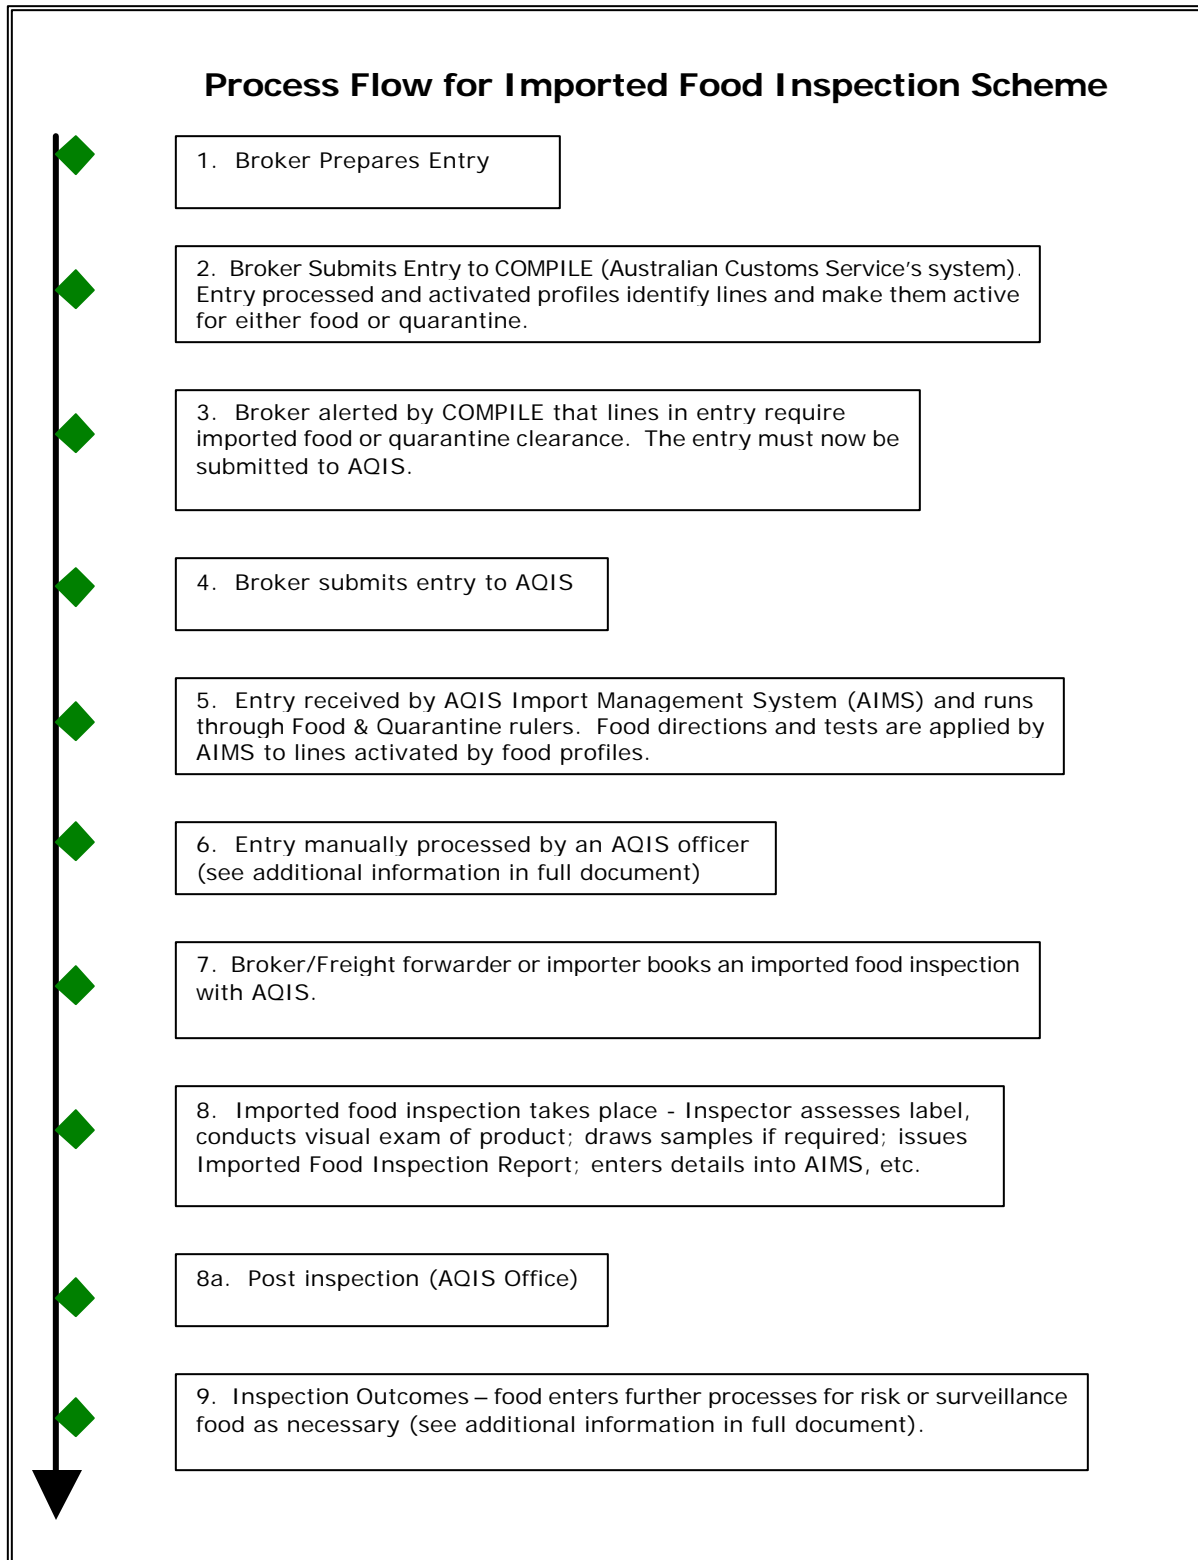 Process Flow for Imported Food Inspection Scheme
1. Broker Prepares Entry
2. Broker Submits Entry to COMPILE (Australian Customs Service's system).
Entry processed and activated profiles identify lines and make them active
for either food or quarantine.
3. Broker alerted by COMPILE that lines in entry require
imported food or quarantine clearance. The entry must now be
submitted to AQIS.
4. Broker submits entry to AQIS
5. Entry received by AQIS Import Management System (AIMS) and runs
through Food & Quarantine rulers. Food directions and tests are applied by
AIMS to lines activated by food profiles.
6. Entry manually processed by an AQIS officer
(see additional information in full document)
7. Broker/Freight forwarder or importer books an imported food inspection
with AQIS.
8. Imported food inspection takes place - Inspector assesses label,
conducts visual exam of product; draws samples if required; issues
Imported Food Inspection Report; enters details into AIMS, etc.
8a. Post inspection (AQIS Office)
9. Inspection Outcomes – food enters further processes for risk or surveillance
food as necessary (see additional information in full document).